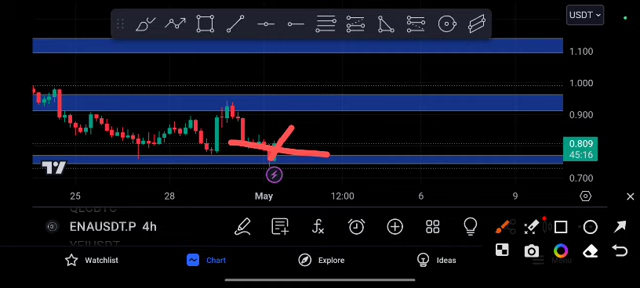 USDT
1.100
1.000
0.900
0.809
45:16
0.700
25 28 May 12:00 6 9
ENAUSDT.P 4h
Watchlist Chart Explore Ideas